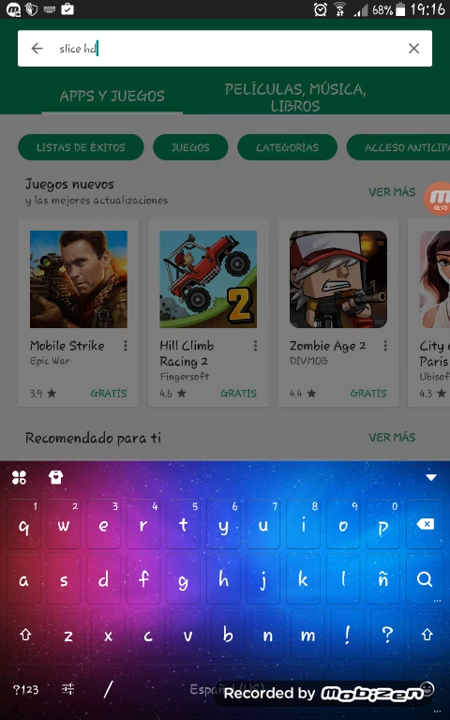 68% 19:16
slice hd
APPS Y JUEGOS
PELÍCULAS, MÚSICA,
LIBROS
LISTAS DE ÉXITOS
JUEGOS
CATEGORÍAS
ACCESO ANTICIPA
Juegos nuevos
y las mejores actualizaciones
VER MÁS
Mobile Strike
Epic War
3,9 ★ GRATIS
Hill Climb
Racing 2
Fingersoft
4,6 ★ GRATIS
Zombie Age 2
DIVMOB
4,4 ★ GRATIS
City o
Paris
Ubisof
4,3 ★
Recomendado para ti
VER MÁS
1 2 3 4 5 6 7 8 9 0
q w e r t y u i o p
a s d f g h j k l ñ
z x c v b n m ! ?
?123 /
Recorded by Mobizen